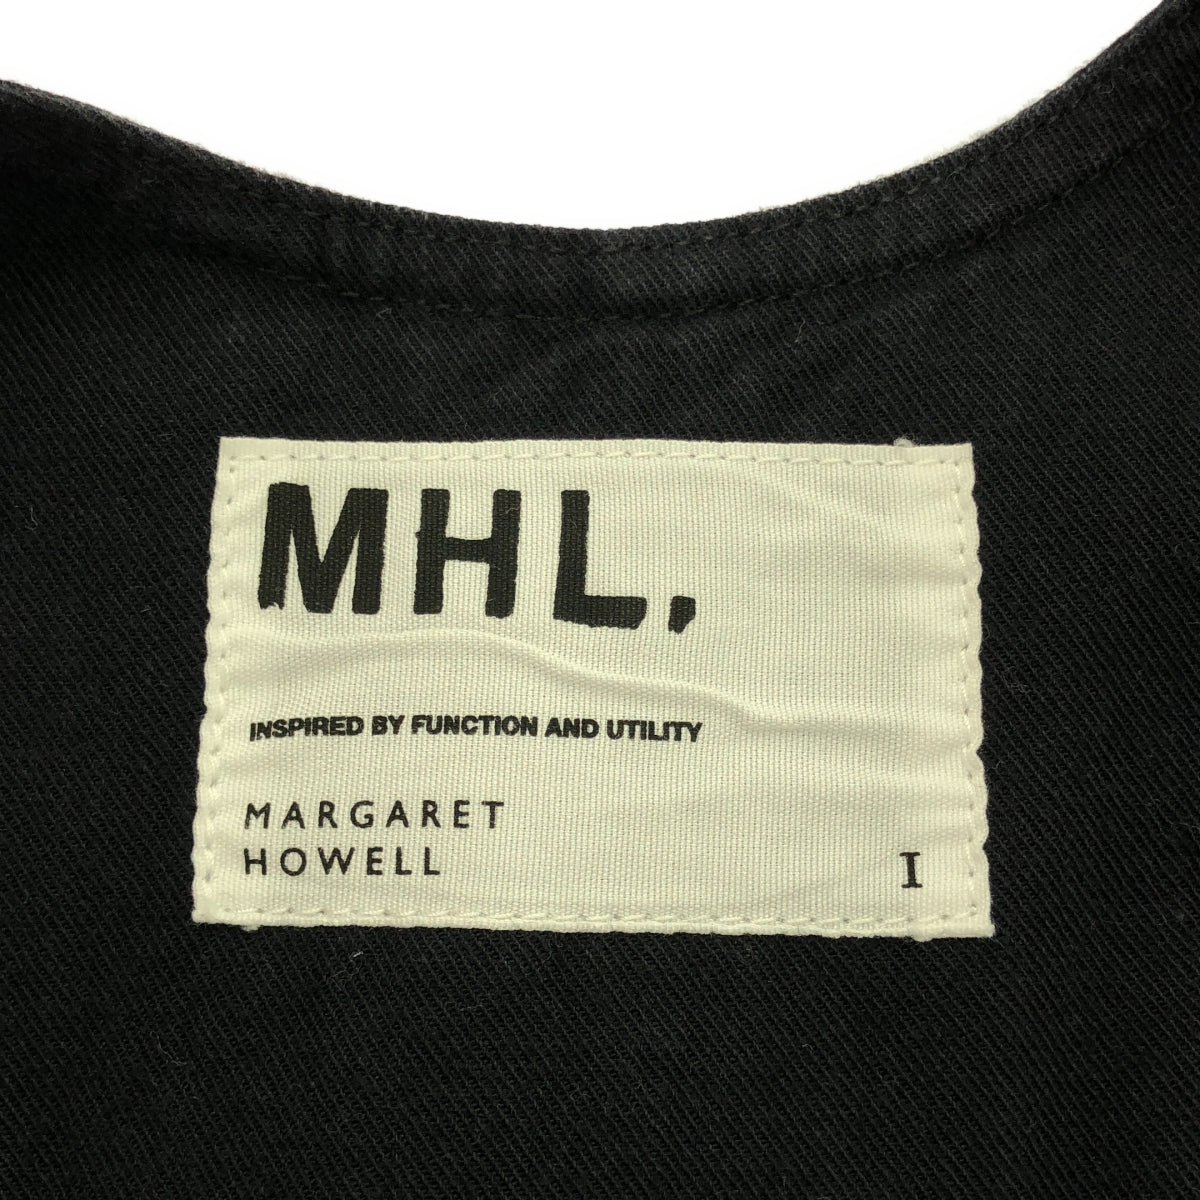 MHL.
INSPIRED BY FUNCTION AND UTILITY
MARGARET
HOWELL
I